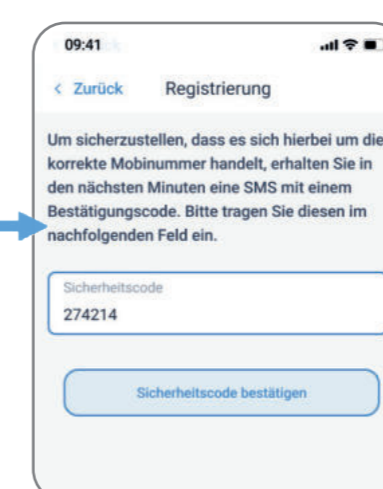 09:41
< Zurück Registrierung
Um sicherzustellen, dass es sich hierbei um die
korrekte Mobinummer handelt, erhalten Sie in
den nächsten Minuten eine SMS mit einem
Bestätigungscode. Bitte tragen Sie diesen im
nachfolgenden Feld ein.
Sicherheitscode
274214
Sicherheitscode bestätigen